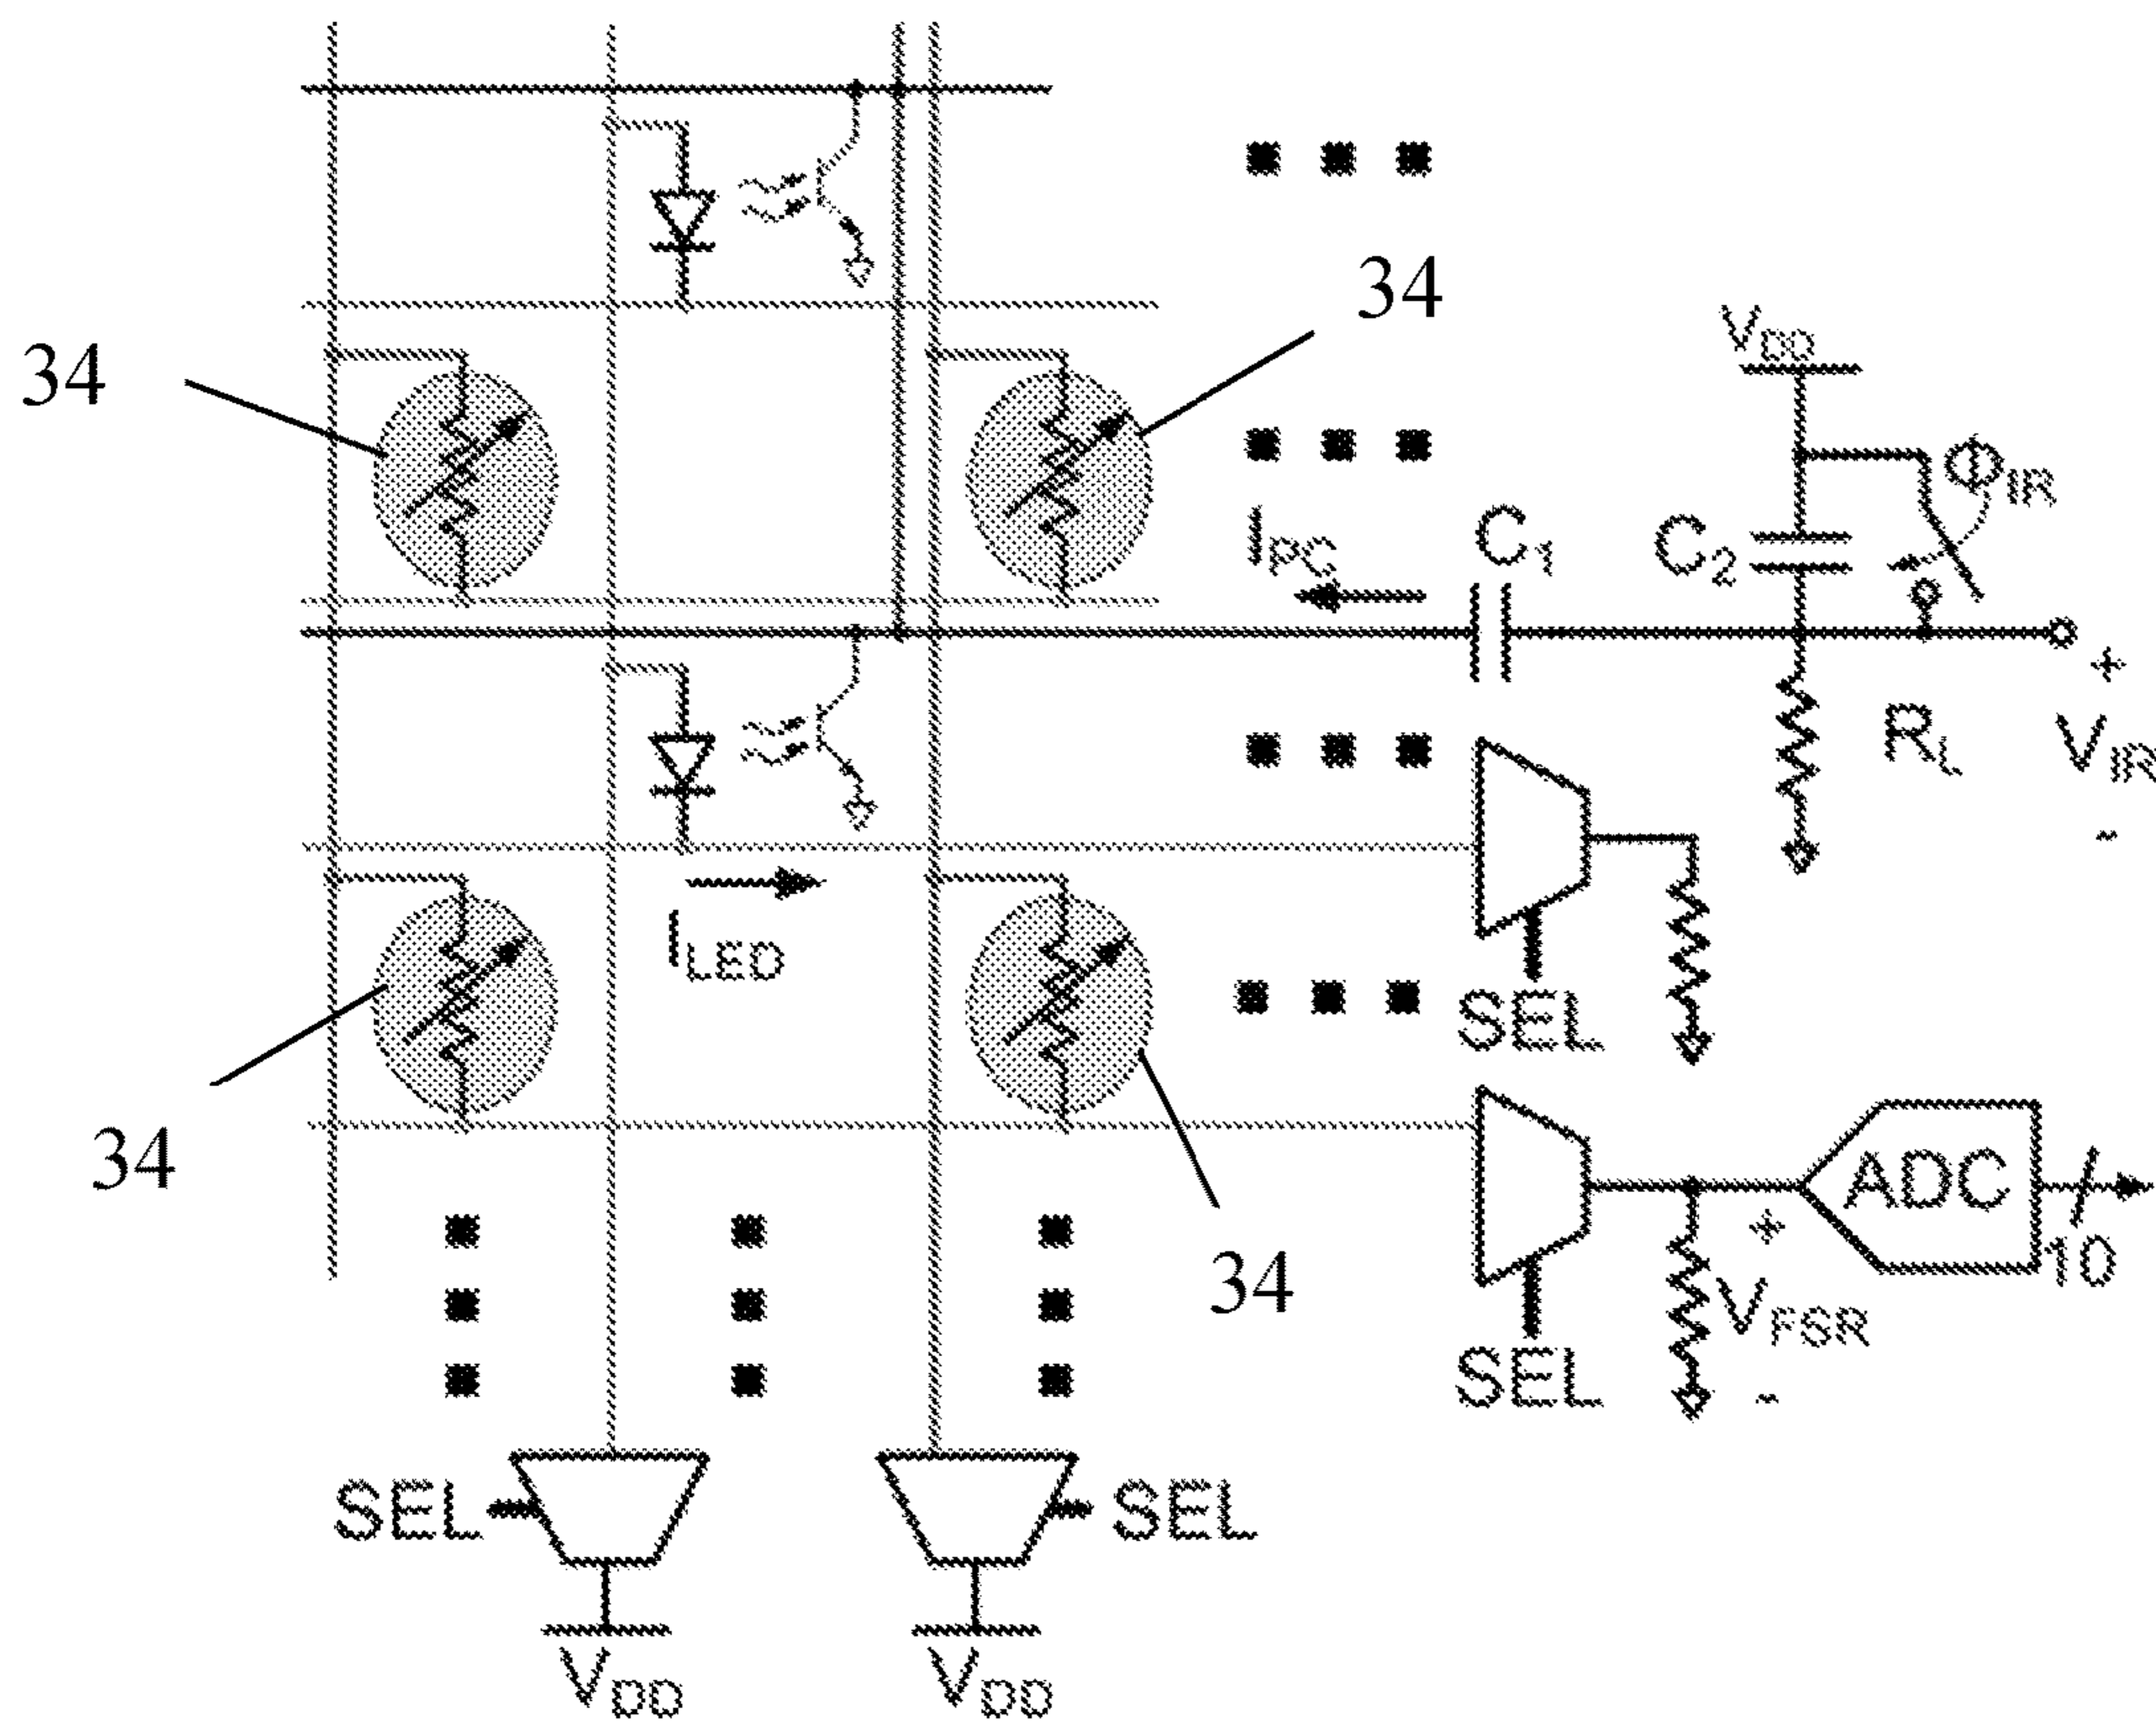 34
34
V_DD
Φ_IR
I_PC
C_1
C_2
R_L
+
V_IR
-
I_LED
SEL
34
34
ADC
10
+
V_FSR
-
SEL
SEL
SEL
V_DD
V_DD